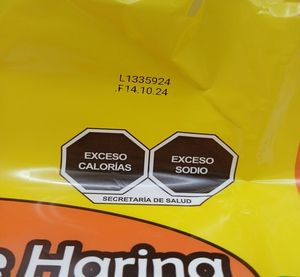 L1335924
F14.10.24
EXCESO
CALORÍAS
EXCESO
SODIO
SECRETARÍA DE SALUD
Harina